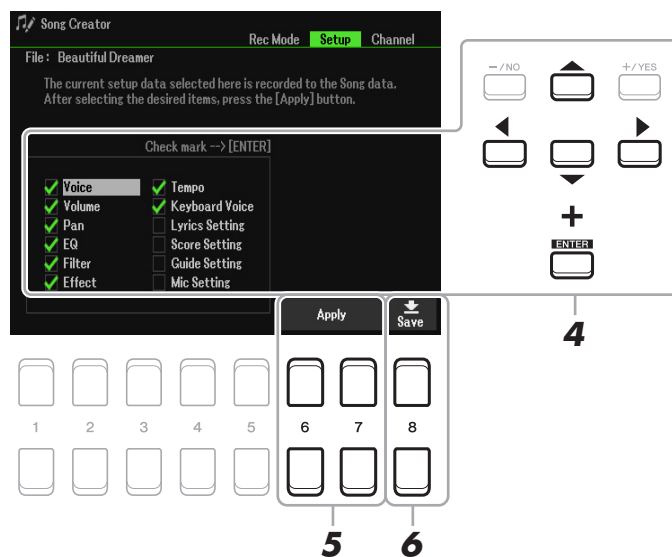 Song Creator
Rec Mode Setup Channel
File : Beautiful Dreamer
The current setup data selected here is recorded to the Song data.
After selecting the desired items, press the [Apply] button.
Check mark --> [ENTER]
Voice Tempo
Volume Keyboard Voice
Pan Lyrics Setting
EQ Score Setting
Filter Guide Setting
Effect Mic Setting
Apply Save
–/NO +/YES
+
ENTER
4
1 2 3 4 5 6 7 8
5 6